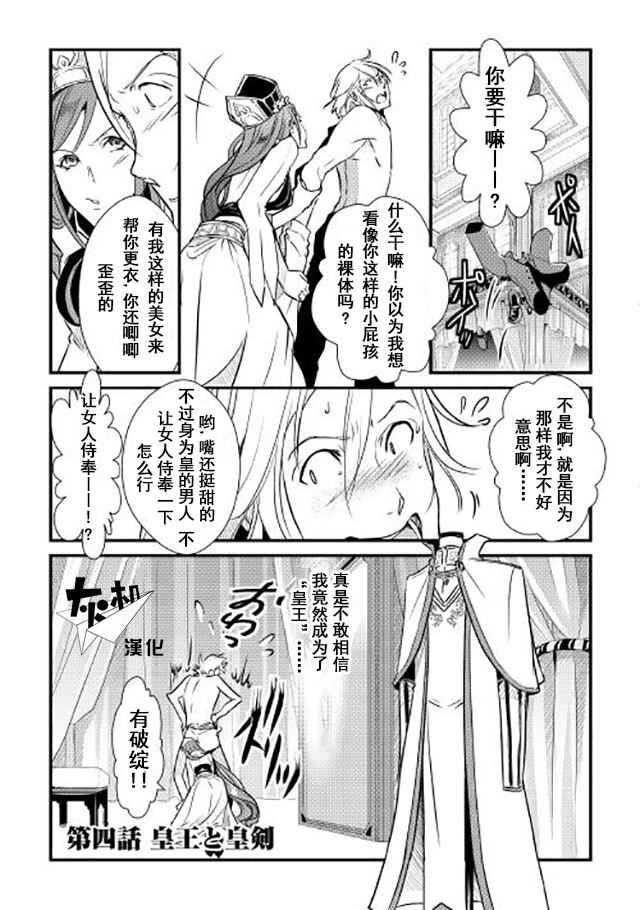 你要干嘛——?
ポイ
ポイ
什么干嘛！你以为我想
看像你这样的小屁孩
的裸体吗？
有我这样的美女来
帮你更衣，你还唧唧
歪歪的
不是啊，就是因为
那样我才不好
意思啊……
哟，嘴还挺甜的
不过身为皇的男人 不
让女人侍奉一下
怎么行
让女人侍奉——!?
真是不敢相信
我竟然成为了
“皇王”……
有破绽!!
漢化
第四話 皇王と皇剣